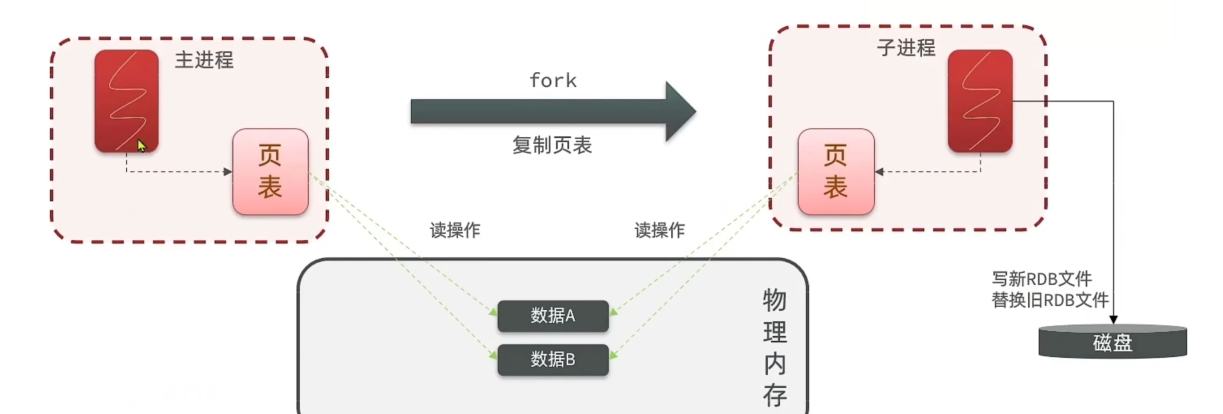 主进程
页
表
fork
复制页表
子进程
页
表
读操作
读操作
数据A
数据B
物
理
内
存
写新RDB文件
替换旧RDB文件
磁盘